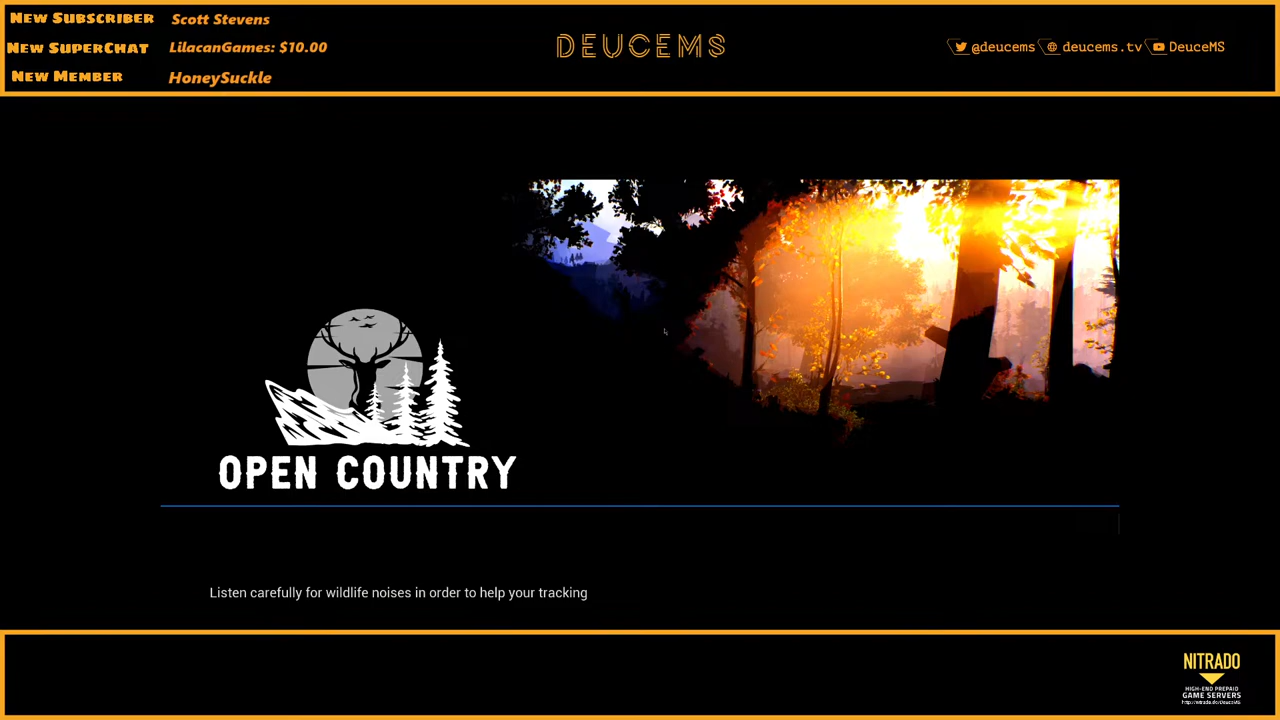 New Subscriber Scott Stevens
New SuperChat LilacanGames: $10.00
New Member HoneySuckle
DEUCEMS
@deucems deucems.tv DeuceMS
OPEN COUNTRY
Listen carefully for wildlife noises in order to help your tracking
NITRADO
HIGH-END PREPAID
GAME SERVERS